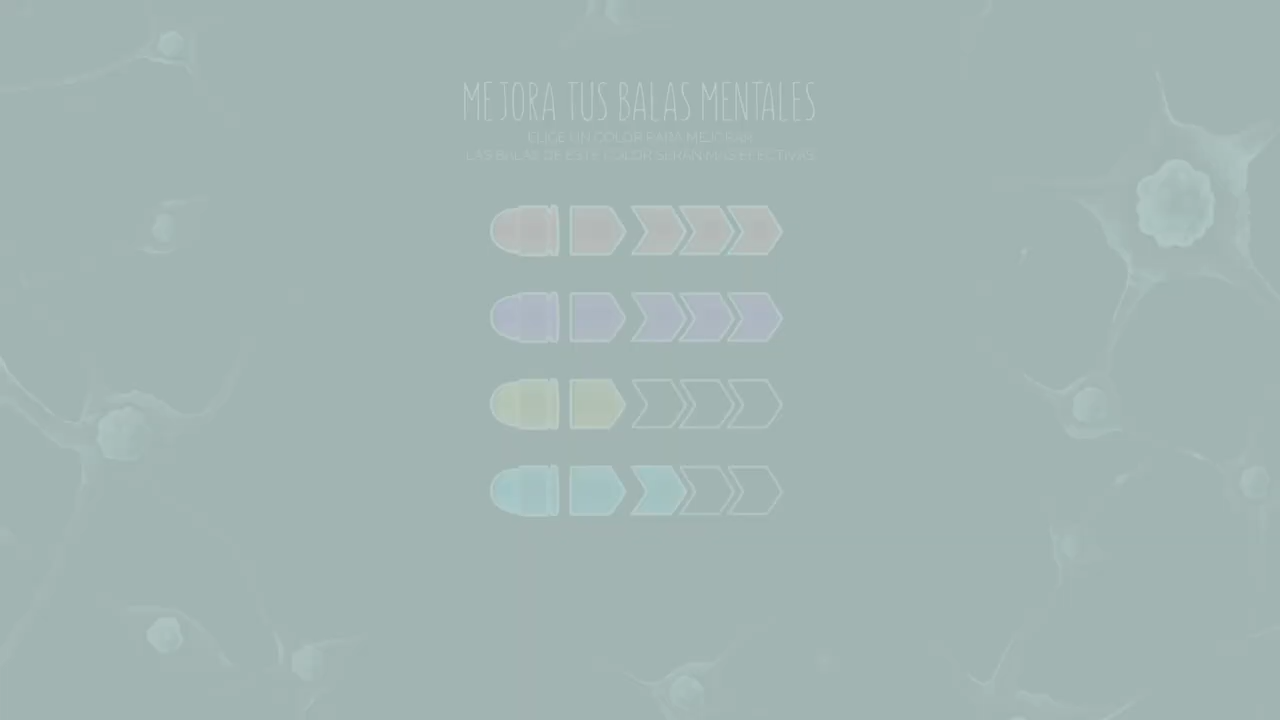 MEJORA TUS BALAS MENTALES
ELIGE UN COLOR PARA MEJORAR
LAS BALAS DE ESTE COLOR SERÁN MÁS EFECTIVAS